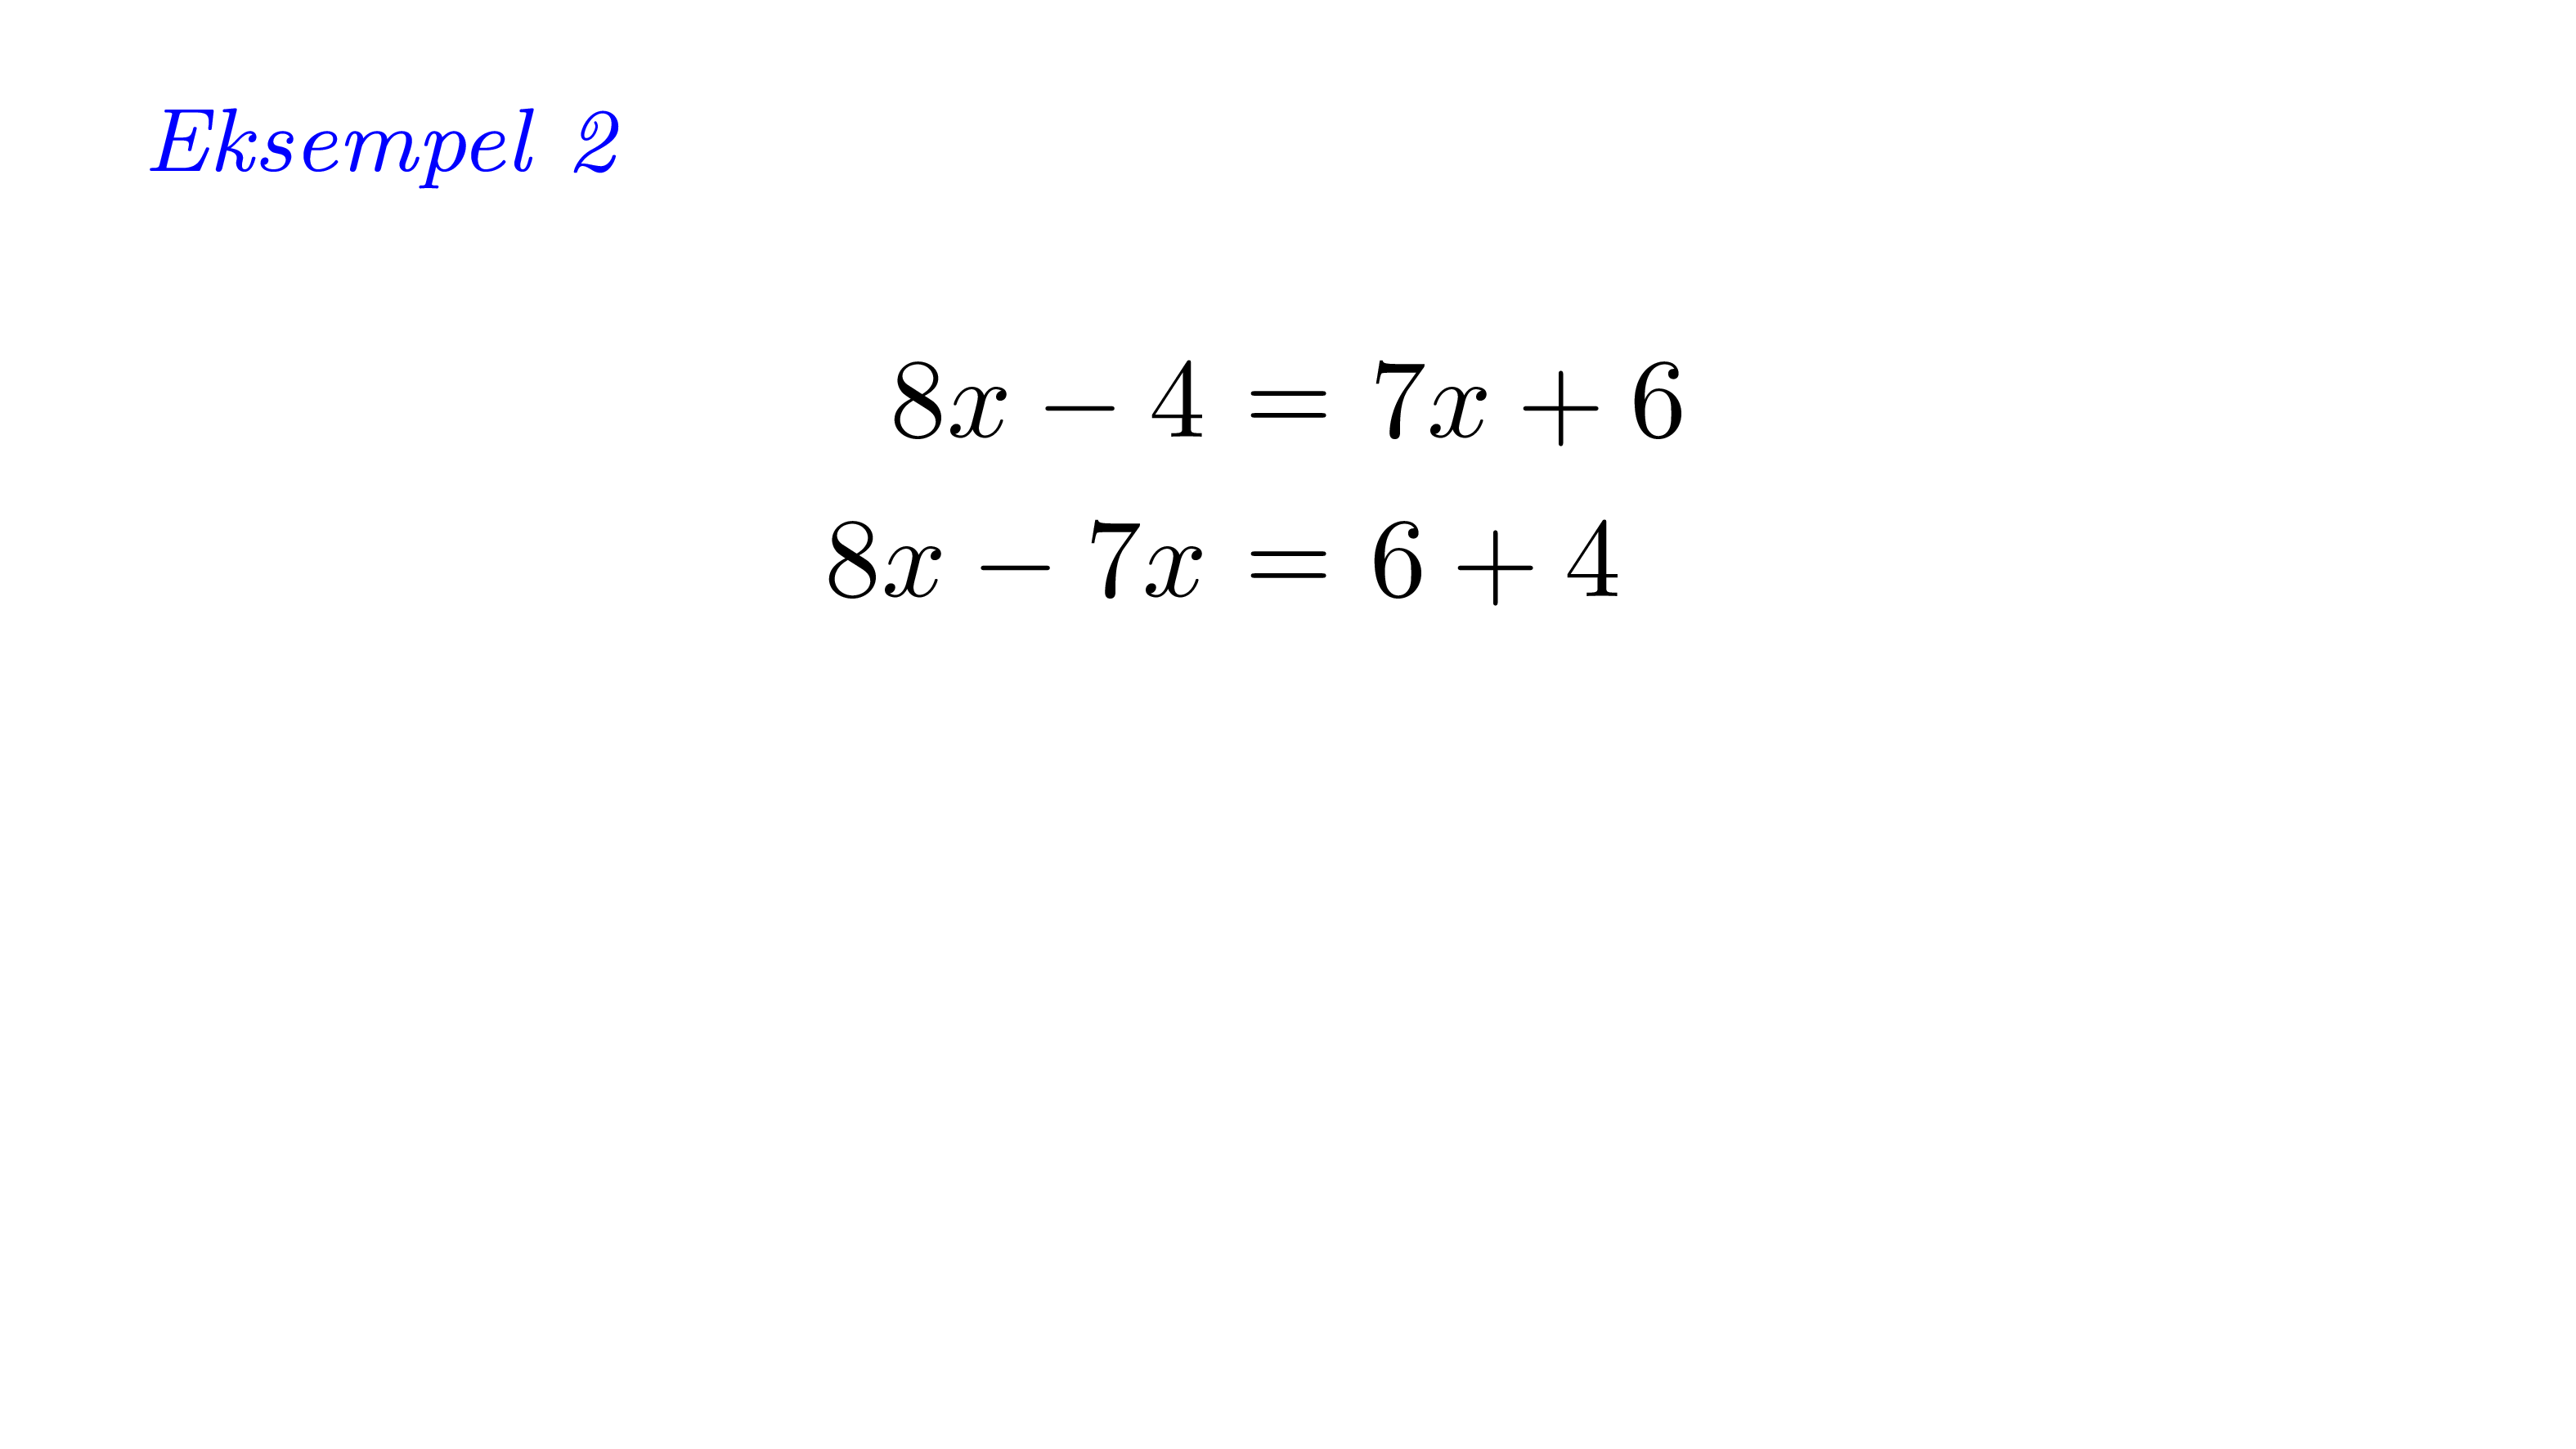 Eksempel 2
8x − 4 = 7x + 6
8x − 7x = 6 + 4